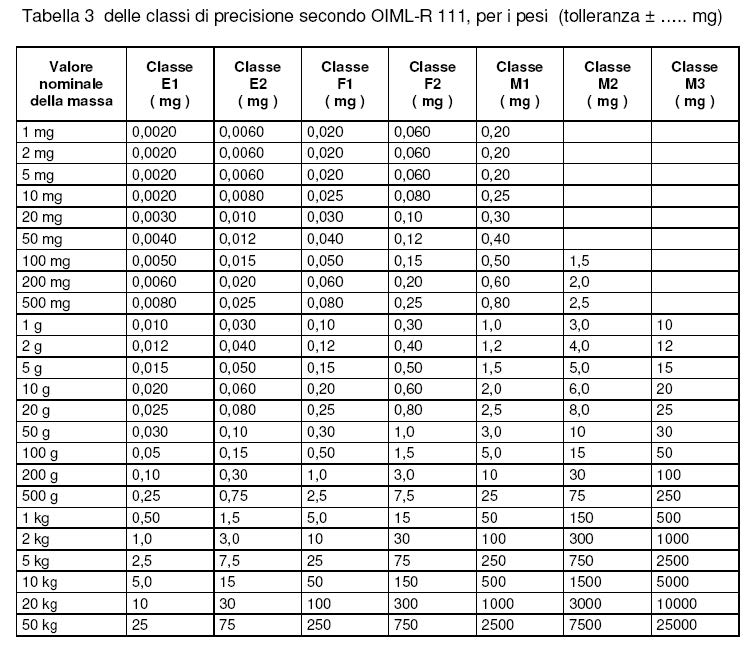 Tabella 3 delle classi di precisione secondo OIML-R 111, per i pesi (tolleranza ± ..... mg)
Valore nominale della massa Classe E1 ( mg ) Classe E2 ( mg ) Classe F1 ( mg ) Classe F2 ( mg ) Classe M1 ( mg ) Classe M2 ( mg ) Classe M3 ( mg )
1 mg 0,0020 0,0060 0,020 0,060 0,20
2 mg 0,0020 0,0060 0,020 0,060 0,20
5 mg 0,0020 0,0060 0,020 0,060 0,20
10 mg 0,0020 0,0080 0,025 0,080 0,25
20 mg 0,0030 0,010 0,030 0,10 0,30
50 mg 0,0040 0,012 0,040 0,12 0,40
100 mg 0,0050 0,015 0,050 0,15 0,50 1,5
200 mg 0,0060 0,020 0,060 0,20 0,60 2,0
500 mg 0,0080 0,025 0,080 0,25 0,80 2,5
1 g 0,010 0,030 0,10 0,30 1,0 3,0 10
2 g 0,012 0,040 0,12 0,40 1,2 4,0 12
5 g 0,015 0,050 0,15 0,50 1,5 5,0 15
10 g 0,020 0,060 0,20 0,60 2,0 6,0 20
20 g 0,025 0,080 0,25 0,80 2,5 8,0 25
50 g 0,030 0,10 0,30 1,0 3,0 10 30
100 g 0,05 0,15 0,50 1,5 5,0 15 50
200 g 0,10 0,30 1,0 3,0 10 30 100
500 g 0,25 0,75 2,5 7,5 25 75 250
1 kg 0,50 1,5 5,0 15 50 150 500
2 kg 1,0 3,0 10 30 100 300 1000
5 kg 2,5 7,5 25 75 250 750 2500
10 kg 5,0 15 50 150 500 1500 5000
20 kg 10 30 100 300 1000 3000 10000
50 kg 25 75 250 750 2500 7500 25000